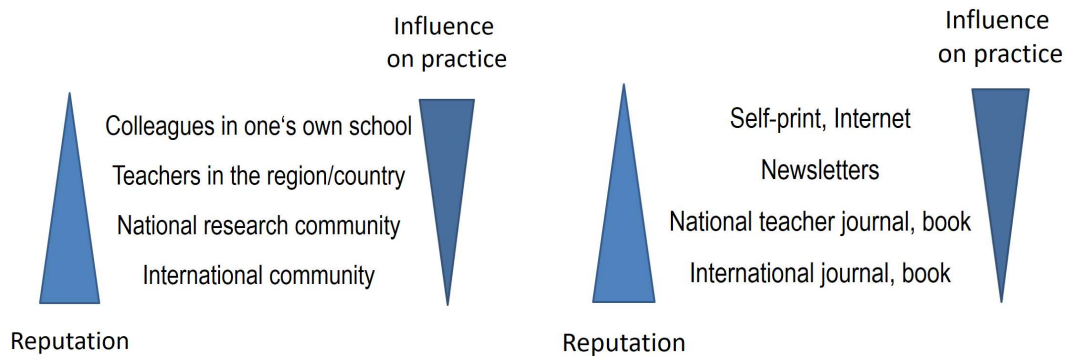 Influence
on practice
Colleagues in one‘s own school
Teachers in the region/country
National research community
International community
Reputation
Influence
on practice
Self-print, Internet
Newsletters
National teacher journal, book
International journal, book
Reputation